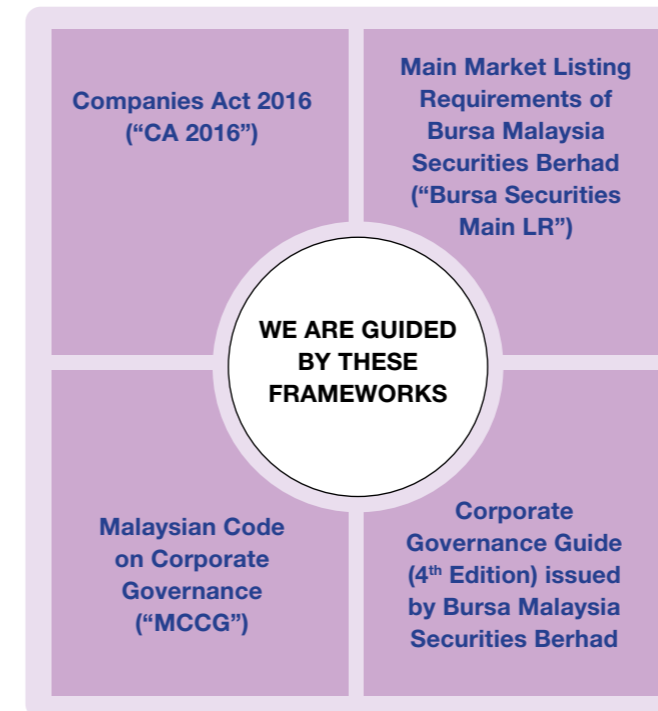 Companies Act 2016
(“CA 2016”)
Main Market Listing
Requirements of
Bursa Malaysia
Securities Berhad
(“Bursa Securities
Main LR”)
WE ARE GUIDED
BY THESE
FRAMEWORKS
Malaysian Code
on Corporate
Governance
(“MCCG”)
Corporate
Governance Guide
(4th Edition) issued
by Bursa Malaysia
Securities Berhad